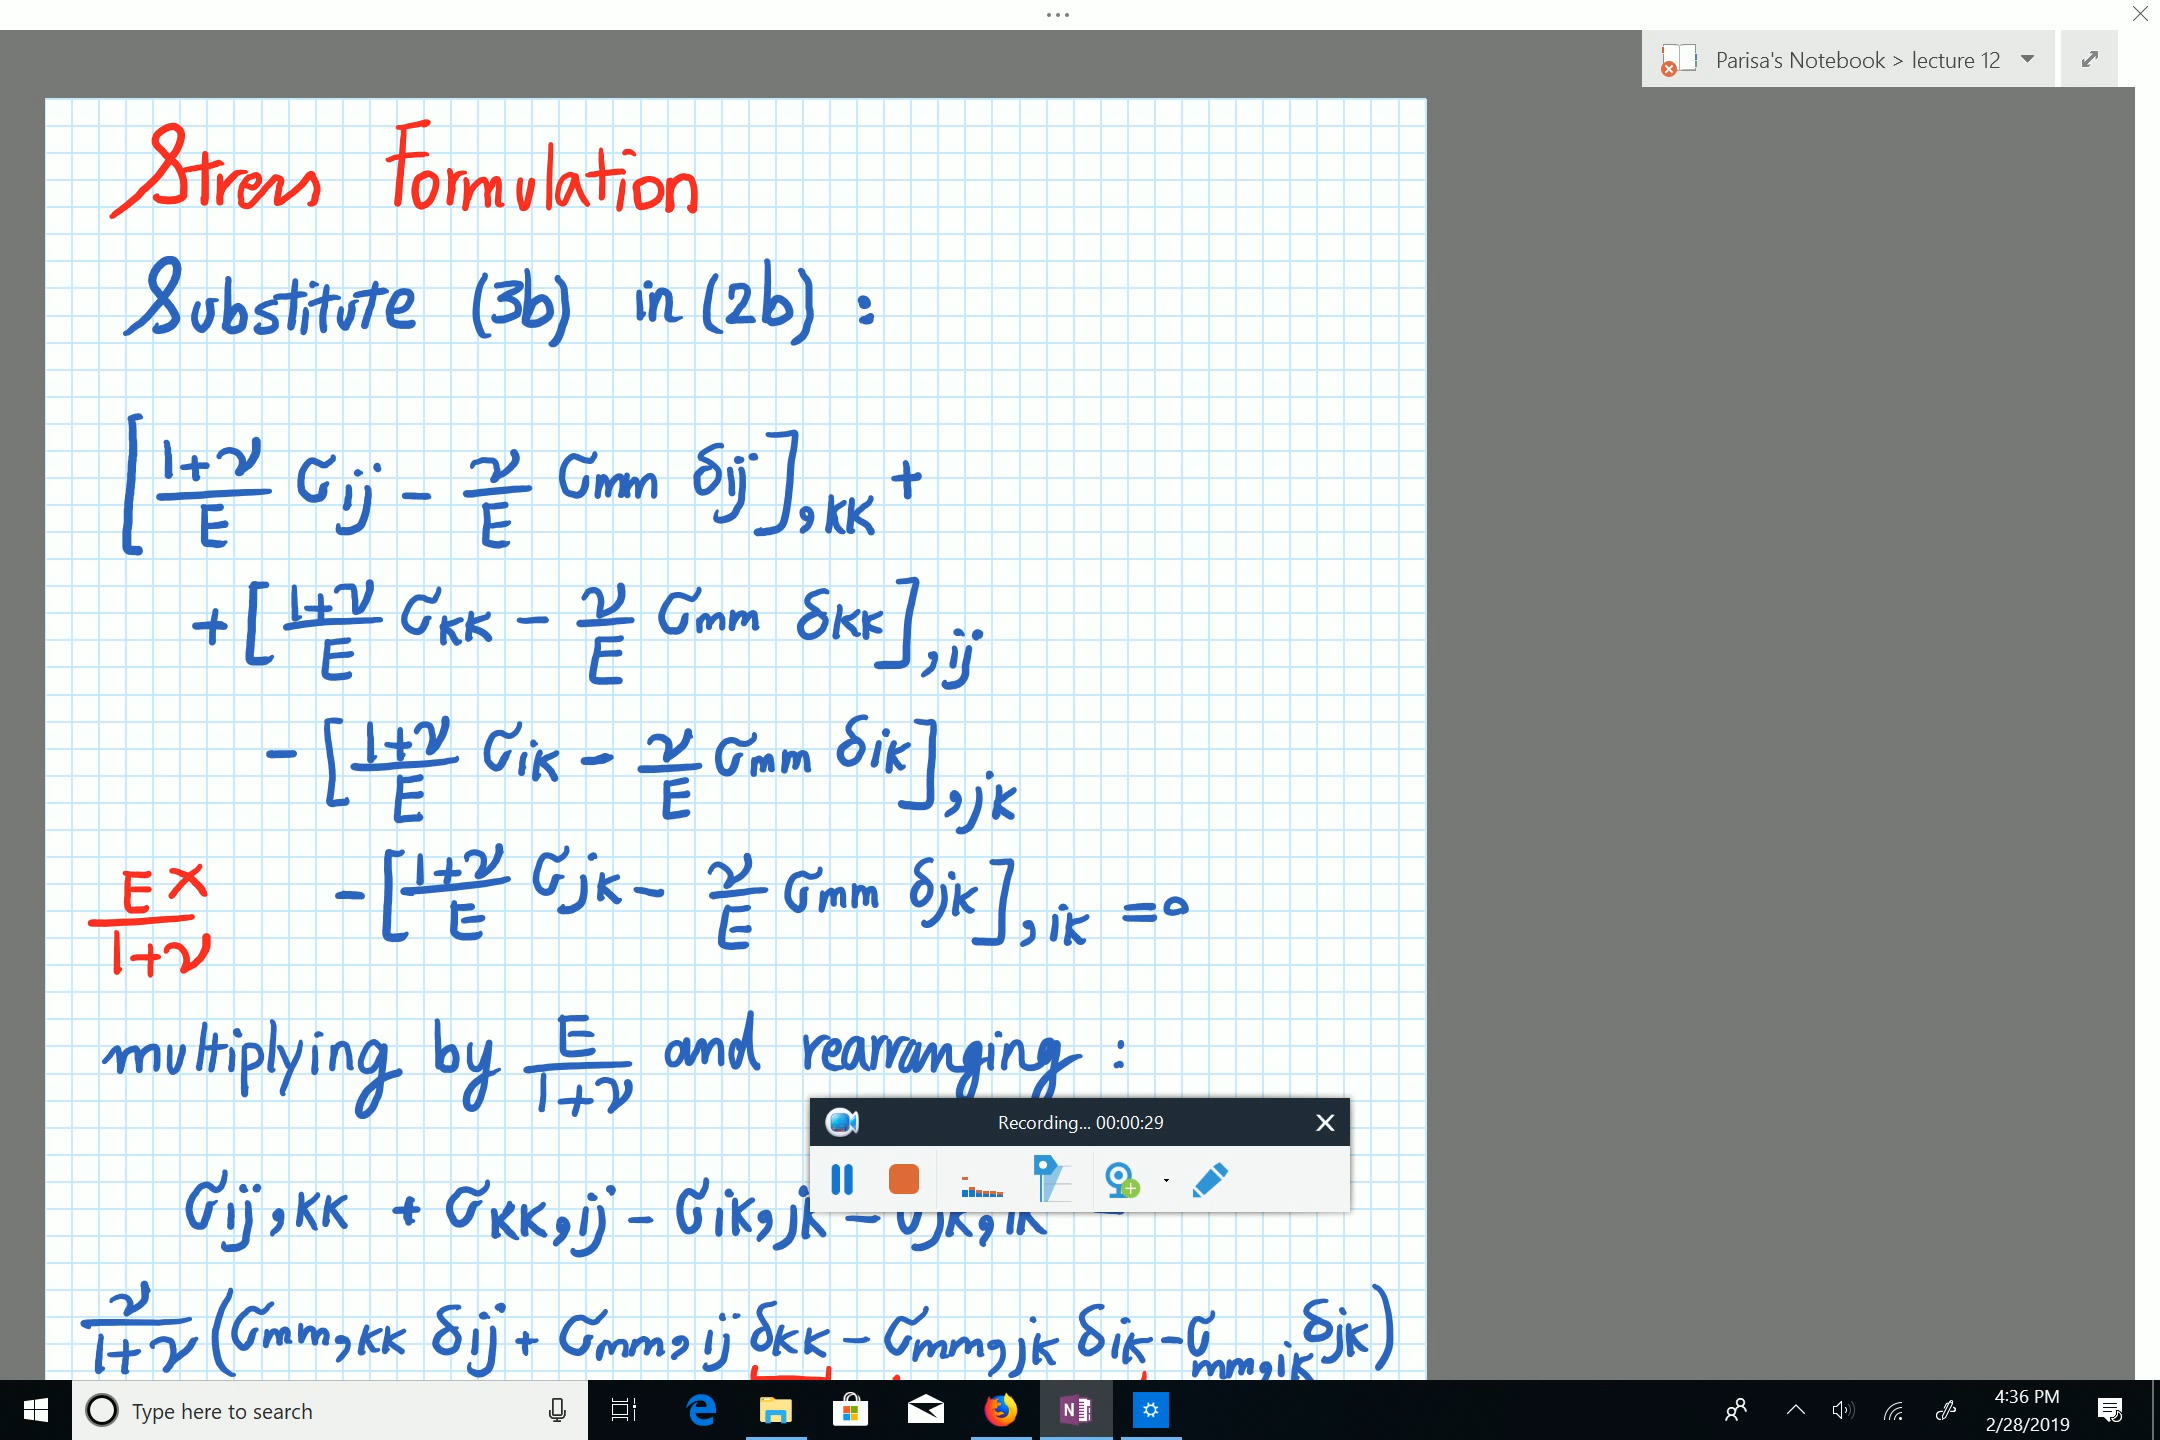 Parisa's Notebook > lecture 12
Stress Formulation
Substitute (3b) in (2b) :
[ (1+ν)/E σij − ν/E σmm δij ],kk +
+ [ (1+ν)/E σkk − ν/E σmm δkk ],ij
− [ (1+ν)/E σik − ν/E σmm δik ],jk
− [ (1+ν)/E σjk − ν/E σmm δjk ],ik = 0
E/(1+ν) ×
multiplying by E/(1+ν) and rearranging :
Recording... 00:00:29
σij,kk + σkk,ij − σik,jk − σjk,ik
ν/(1+ν) (σmm,kk δij + σmm,ij δkk − σmm,jk δik − σmm,ik δjk)
Type here to search
4:36 PM
2/28/2019